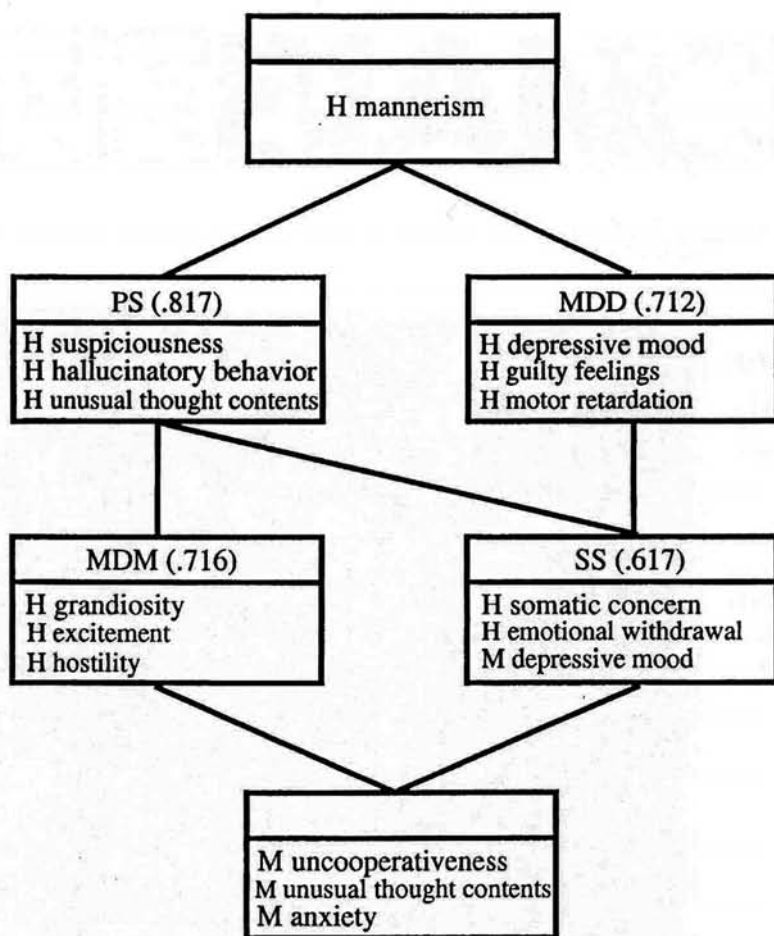 H mannerism
PS (.817)
H suspiciousness
H hallucinatory behavior
H unusual thought contents
MDD (.712)
H depressive mood
H guilty feelings
H motor retardation
MDM (.716)
H grandiosity
H excitement
H hostility
SS (.617)
H somatic concern
H emotional withdrawal
M depressive mood
M uncooperativeness
M unusual thought contents
M anxiety